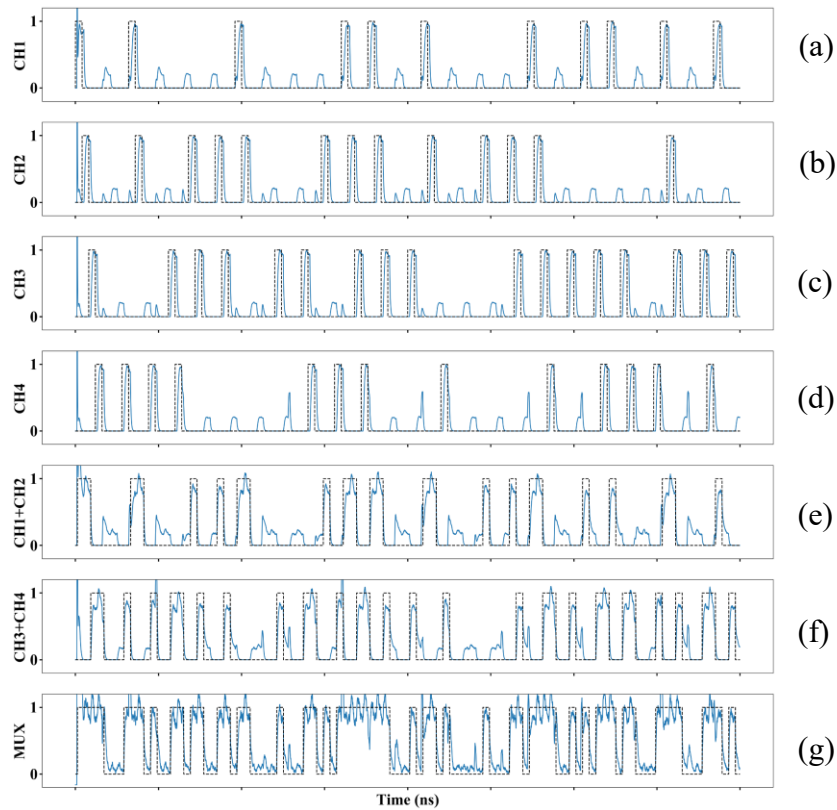 CH1 1 0 (a)
CH2 1 0 (b)
CH3 1 0 (c)
CH4 1 0 (d)
CH1+CH2 1 0 (e)
CH3+CH4 1 0 (f)
MUX 1 0 (g)
Time (ns)